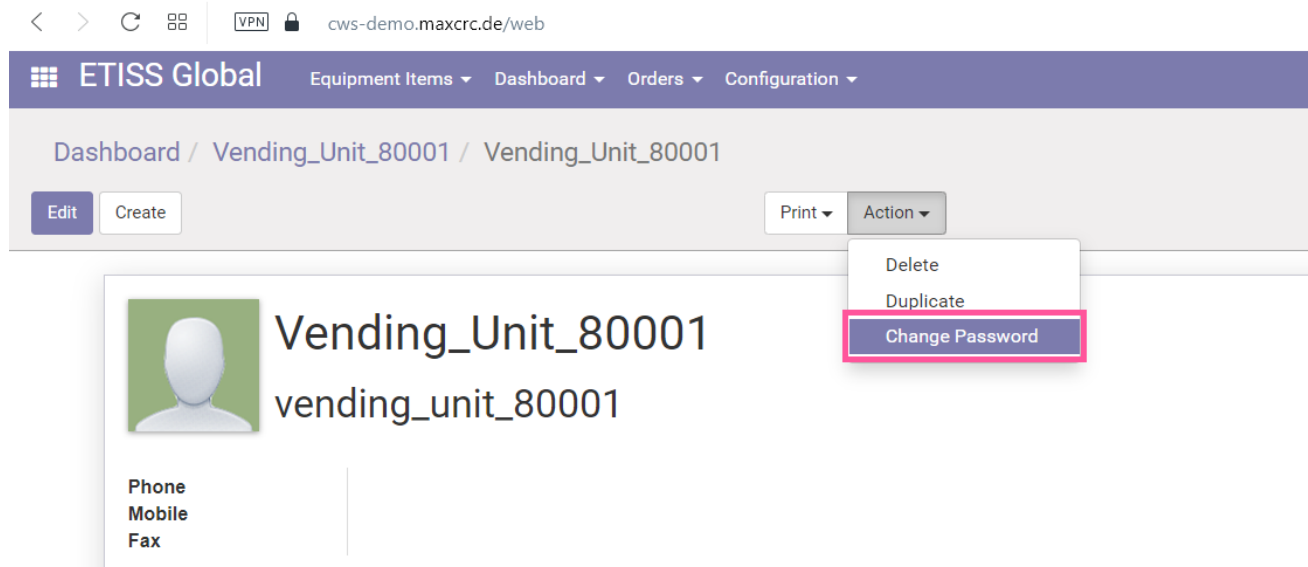 VPN cws-demo.maxcrc.de/web
ETISS Global Equipment Items Dashboard Orders Configuration
Dashboard / Vending_Unit_80001 / Vending_Unit_80001
Edit Create Print Action
Delete
Duplicate
Change Password
Vending_Unit_80001
vending_unit_80001
Phone
Mobile
Fax